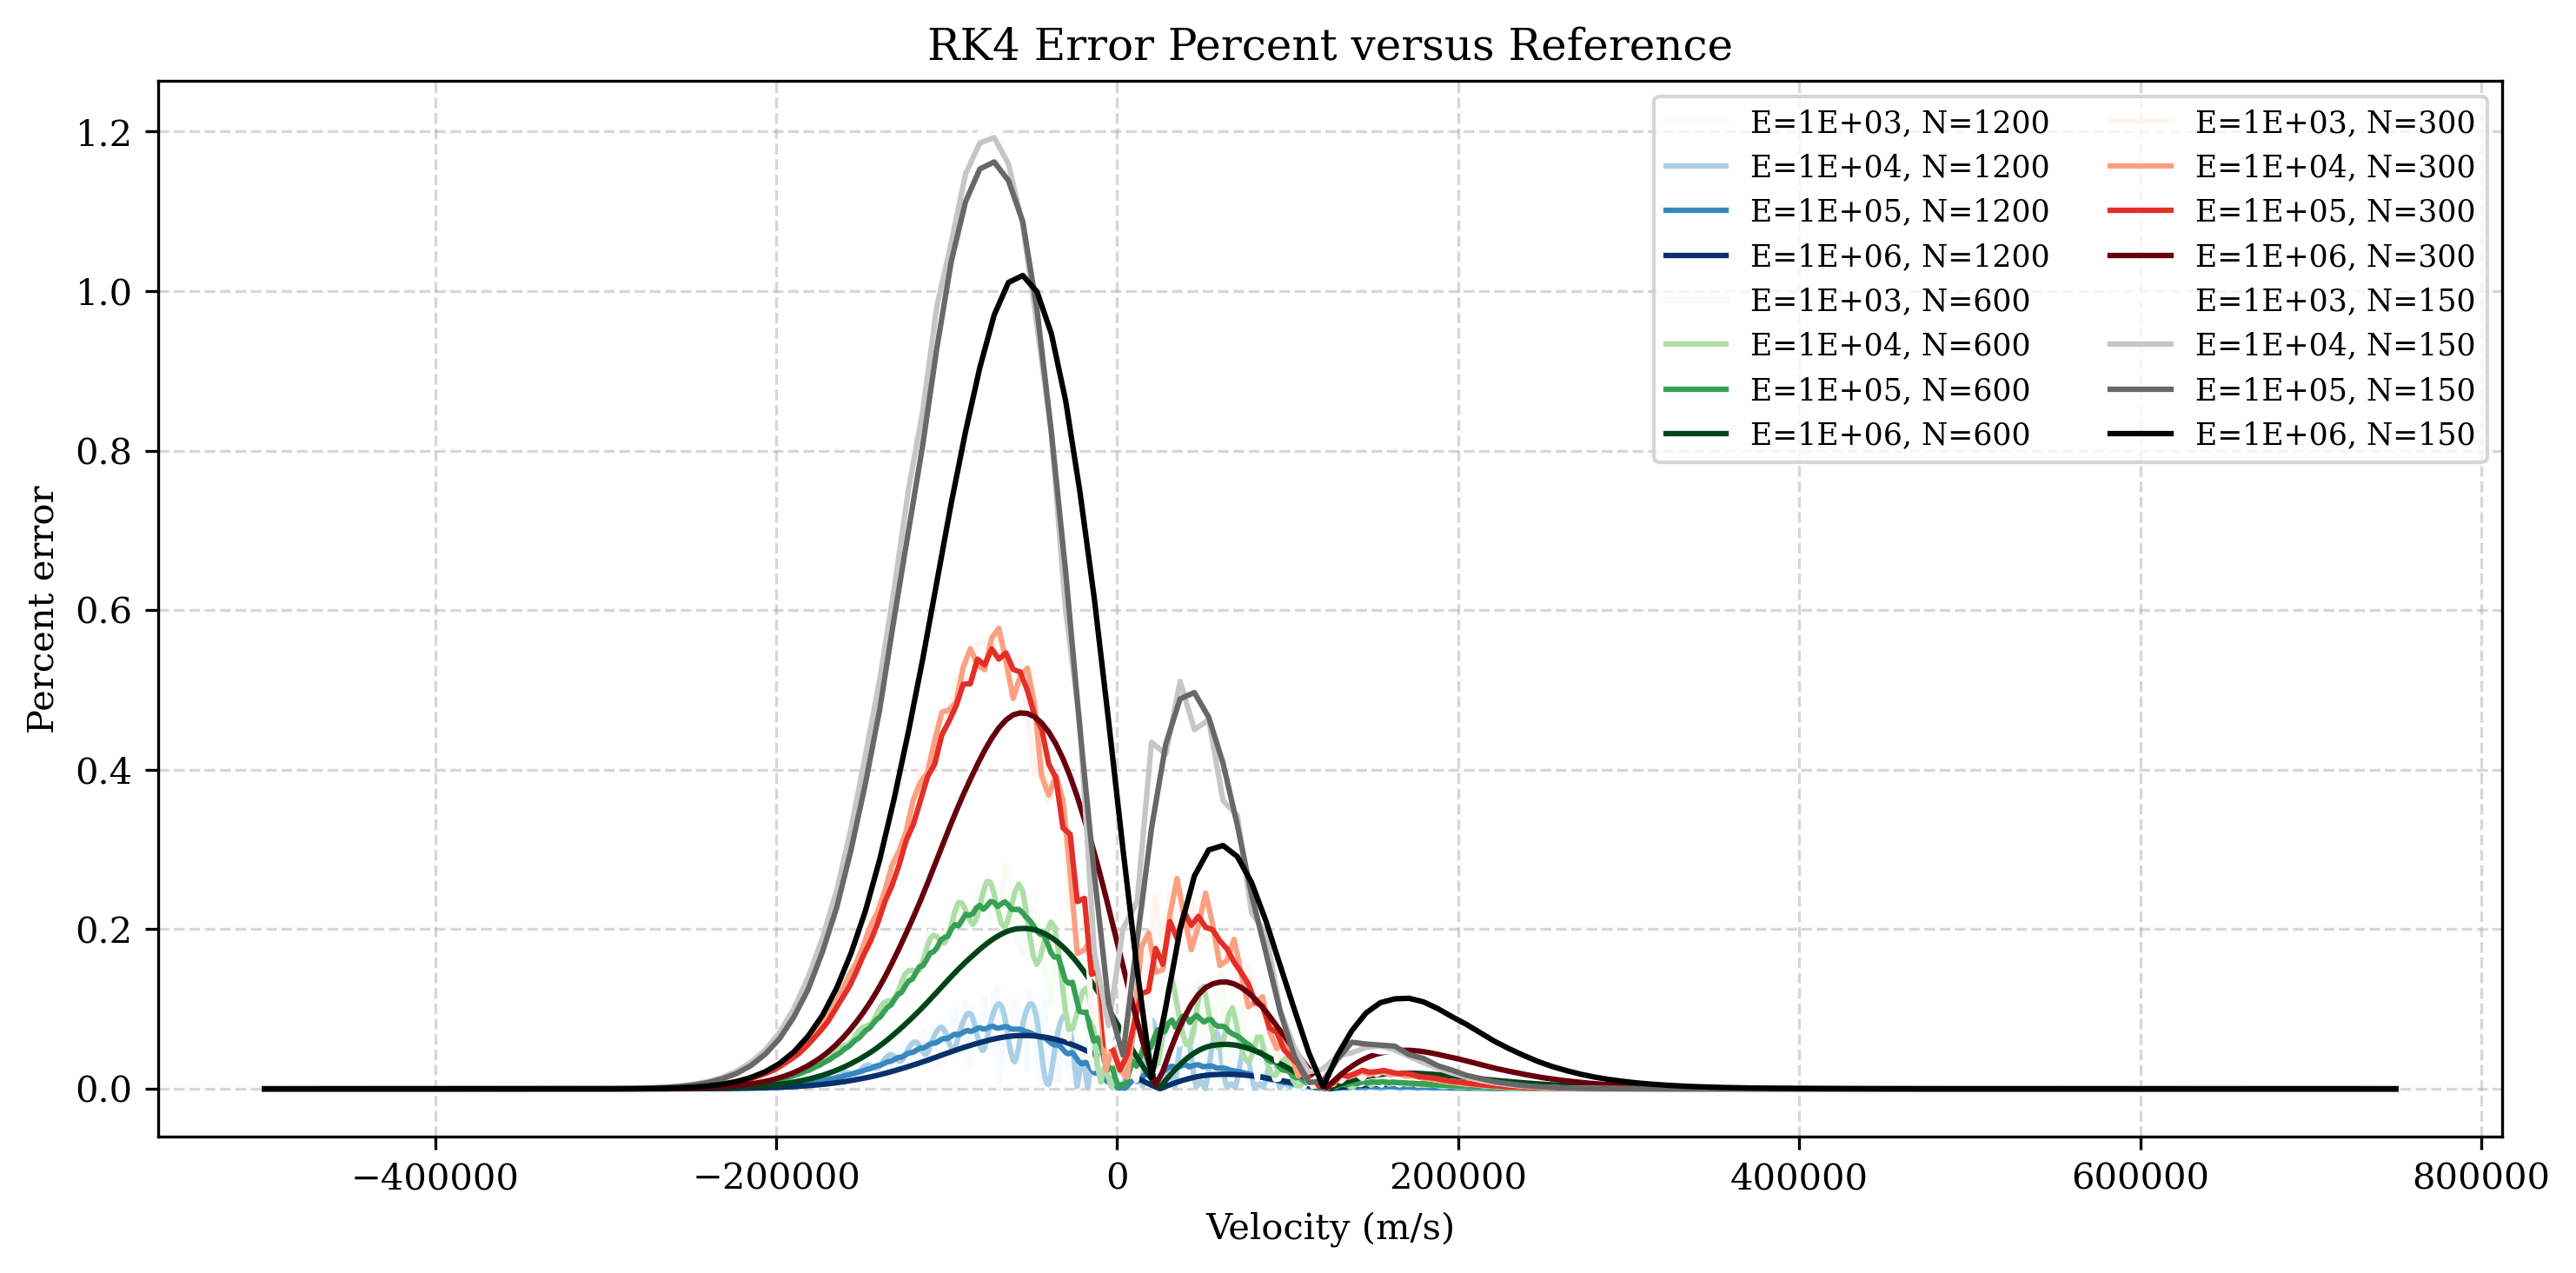 RK4 Error Percent versus Reference
1.2
1.0
0.8
0.6
0.4
0.2
0.0
Percent error
E=1E+03, N=1200
E=1E+04, N=1200
E=1E+05, N=1200
E=1E+06, N=1200
E=1E+03, N=600
E=1E+04, N=600
E=1E+05, N=600
E=1E+06, N=600
E=1E+03, N=300
E=1E+04, N=300
E=1E+05, N=300
E=1E+06, N=300
E=1E+03, N=150
E=1E+04, N=150
E=1E+05, N=150
E=1E+06, N=150
−400000 −200000 0 200000 400000 600000 800000
Velocity (m/s)